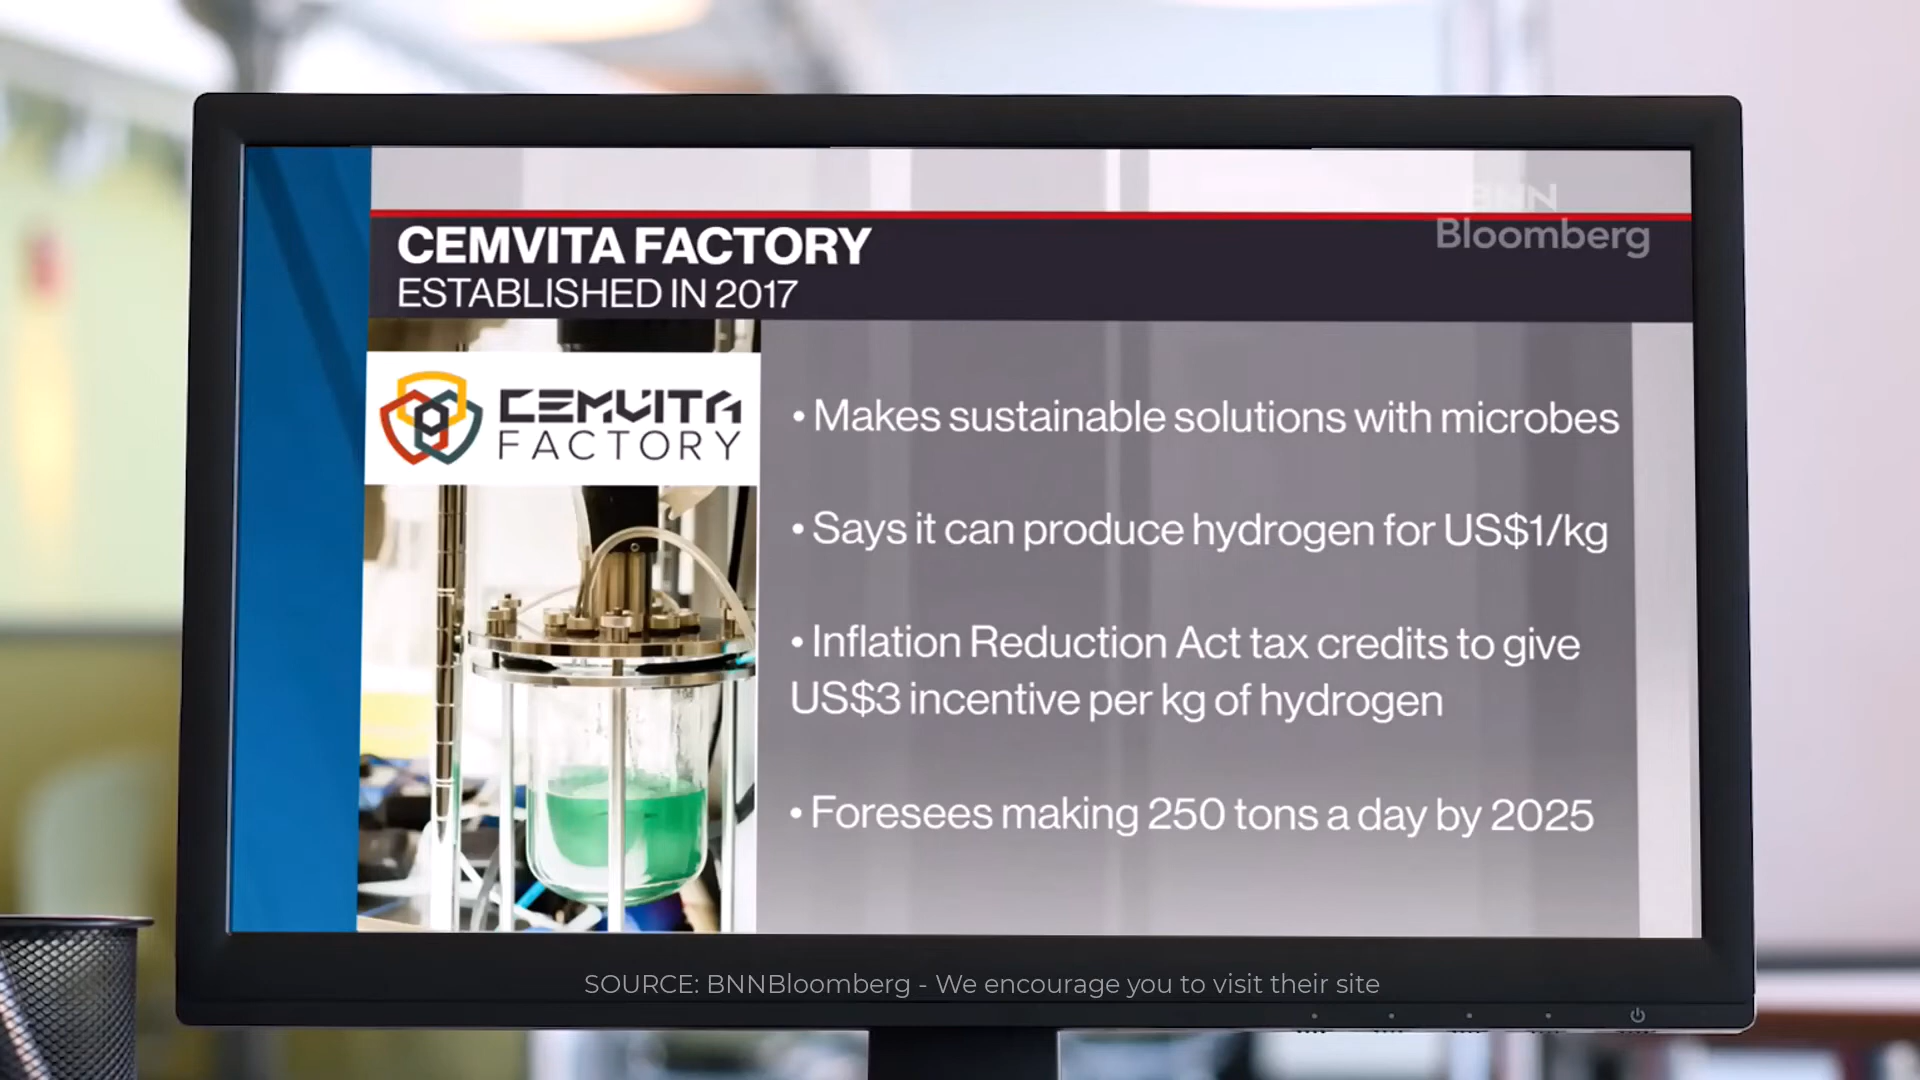 BNN
Bloomberg
CEMVITA FACTORY
ESTABLISHED IN 2017
CEMVITA
FACTORY
• Makes sustainable solutions with microbes
• Says it can produce hydrogen for US$1/kg
• Inflation Reduction Act tax credits to give
US$3 incentive per kg of hydrogen
• Foresees making 250 tons a day by 2025
SOURCE: BNNBloomberg - We encourage you to visit their site